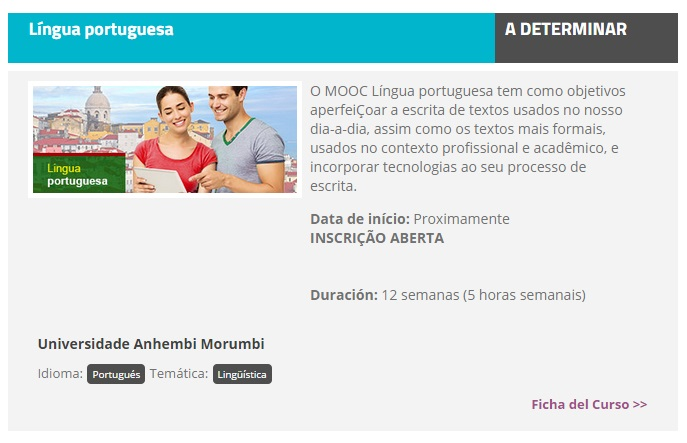 Língua portuguesa
A DETERMINAR
Lingua
portuguesa
O MOOC Língua portuguesa tem como objetivos
aperfeiÇoar a escrita de textos usados no nosso
dia-a-dia, assim como os textos mais formais,
usados no contexto profissional e acadêmico, e
incorporar tecnologias ao seu processo de
escrita.
Data de início: Proximamente
INSCRIÇÃO ABERTA
Duración: 12 semanas (5 horas semanais)
Universidade Anhembi Morumbi
Idioma: Portugués Temática: Lingüística
Ficha del Curso >>